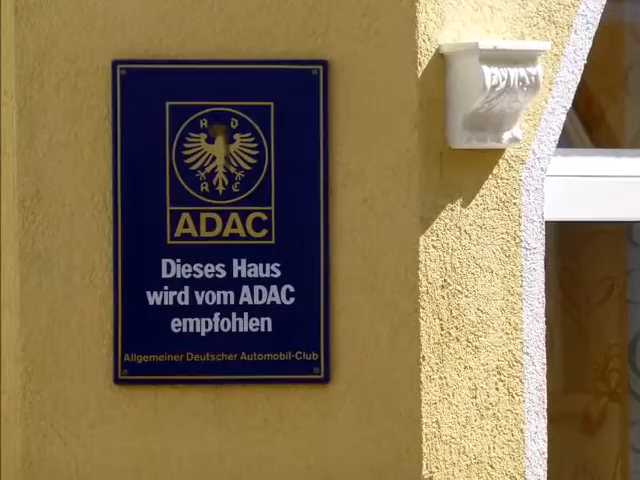 A D
A C
ADAC
Dieses Haus
wird vom ADAC
empfohlen
Allgemeiner Deutscher Automobil-Club